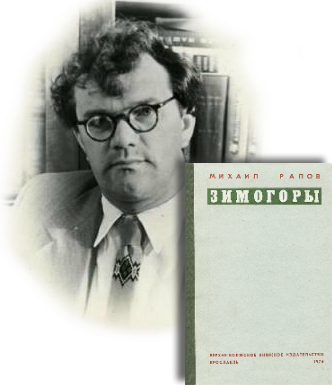 МИХАИЛ РАПОВ
ЗИМОГОРЫ
ВЕРХНЕ-ВОЛЖСКОЕ КНИЖНОЕ ИЗДАТЕЛЬСТВО
ЯРОСЛАВЛЬ